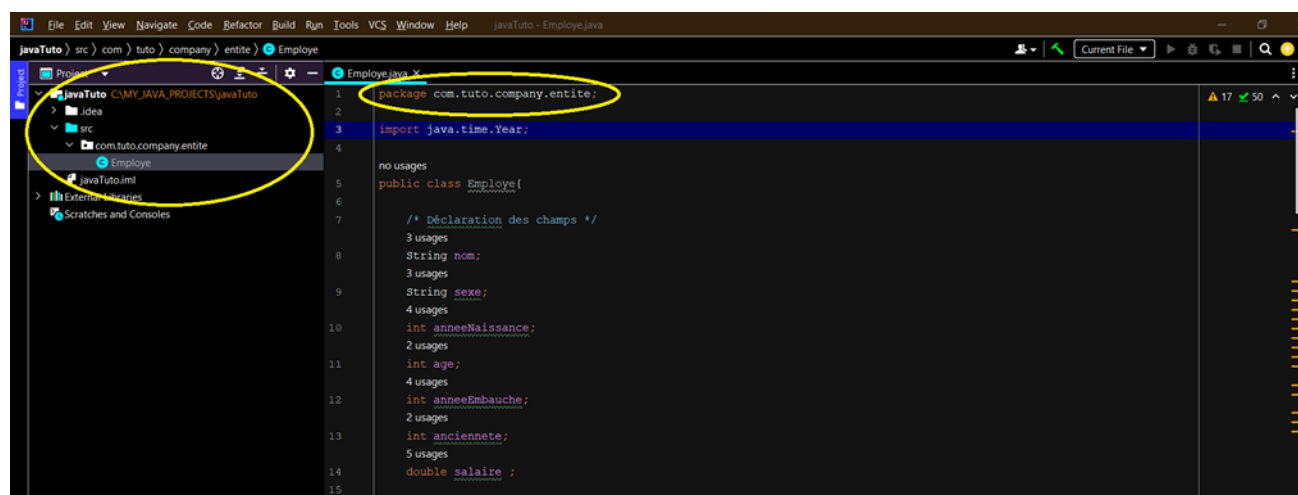 File Edit View Navigate Code Refactor Build Run Tools VCS Window Help javaTuto - Employe.java
javaTuto 〉 src 〉 com 〉 tuto 〉 company 〉 entite 〉 Employe
Current File
Project
Project
Employe.java
javaTuto C:\MY_JAVA_PROJECTS\javaTuto
.idea
src
com.tuto.company.entite
Employe
javaTuto.iml
External Libraries
Scratches and Consoles
17 50
1 package com.tuto.company.entite;
2
3 import java.time.Year;
4
no usages
5 public class Employe{
6
7 /* Déclaration des champs */
3 usages
8 String nom;
3 usages
9 String sexe;
4 usages
10 int anneeNaissance;
2 usages
11 int age;
4 usages
12 int anneeEmbauche;
2 usages
13 int anciennete;
5 usages
14 double salaire ;
15